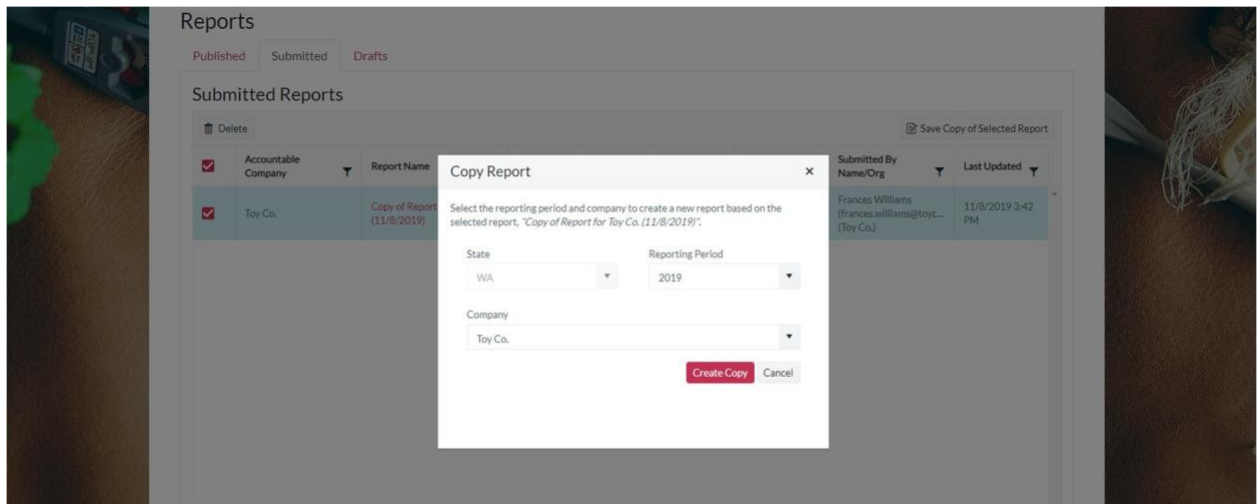 Reports
Published Submitted Drafts
Submitted Reports
Delete Save Copy of Selected Report
Accountable Company Report Name Submitted By Name/Org Last Updated
Toy Co. Copy of Report (11/8/2019) Frances Williams (frances.williams@toyc... (Toy Co.) 11/8/2019 3:42 PM
Copy Report
Select the reporting period and company to create a new report based on the
selected report, "Copy of Report for Toy Co. (11/8/2019)".
State Reporting Period
WA 2019
Company
Toy Co.
Create Copy Cancel